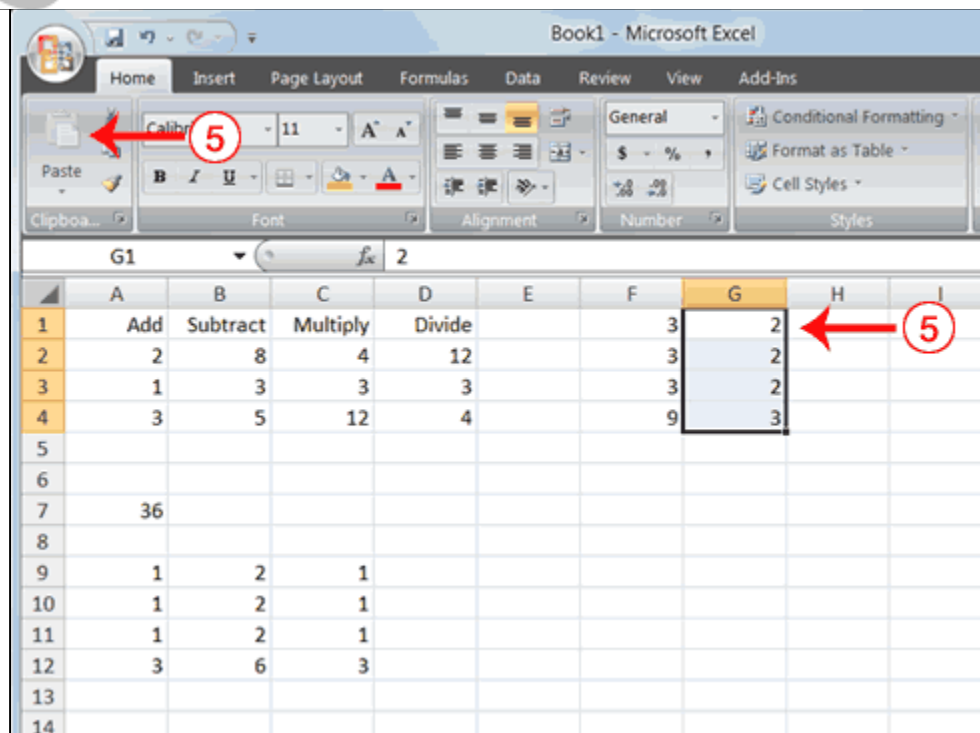 Book1 - Microsoft Excel
Home Insert Page Layout Formulas Data Review View Add-Ins
Paste
5
11 A A
B I U A
General
$ % ,
.00 .0
Conditional Formatting
Format as Table
Cell Styles
Clipboa... Font Alignment Number Styles
G1 fx 2
A B C D E F G H I
1 Add Subtract Multiply Divide 3 2
5
2 2 8 4 12 3 2
3 1 3 3 3 3 2
4 3 5 12 4 9 3
5
6
7 36
8
9 1 2 1
10 1 2 1
11 1 2 1
12 3 6 3
13
14